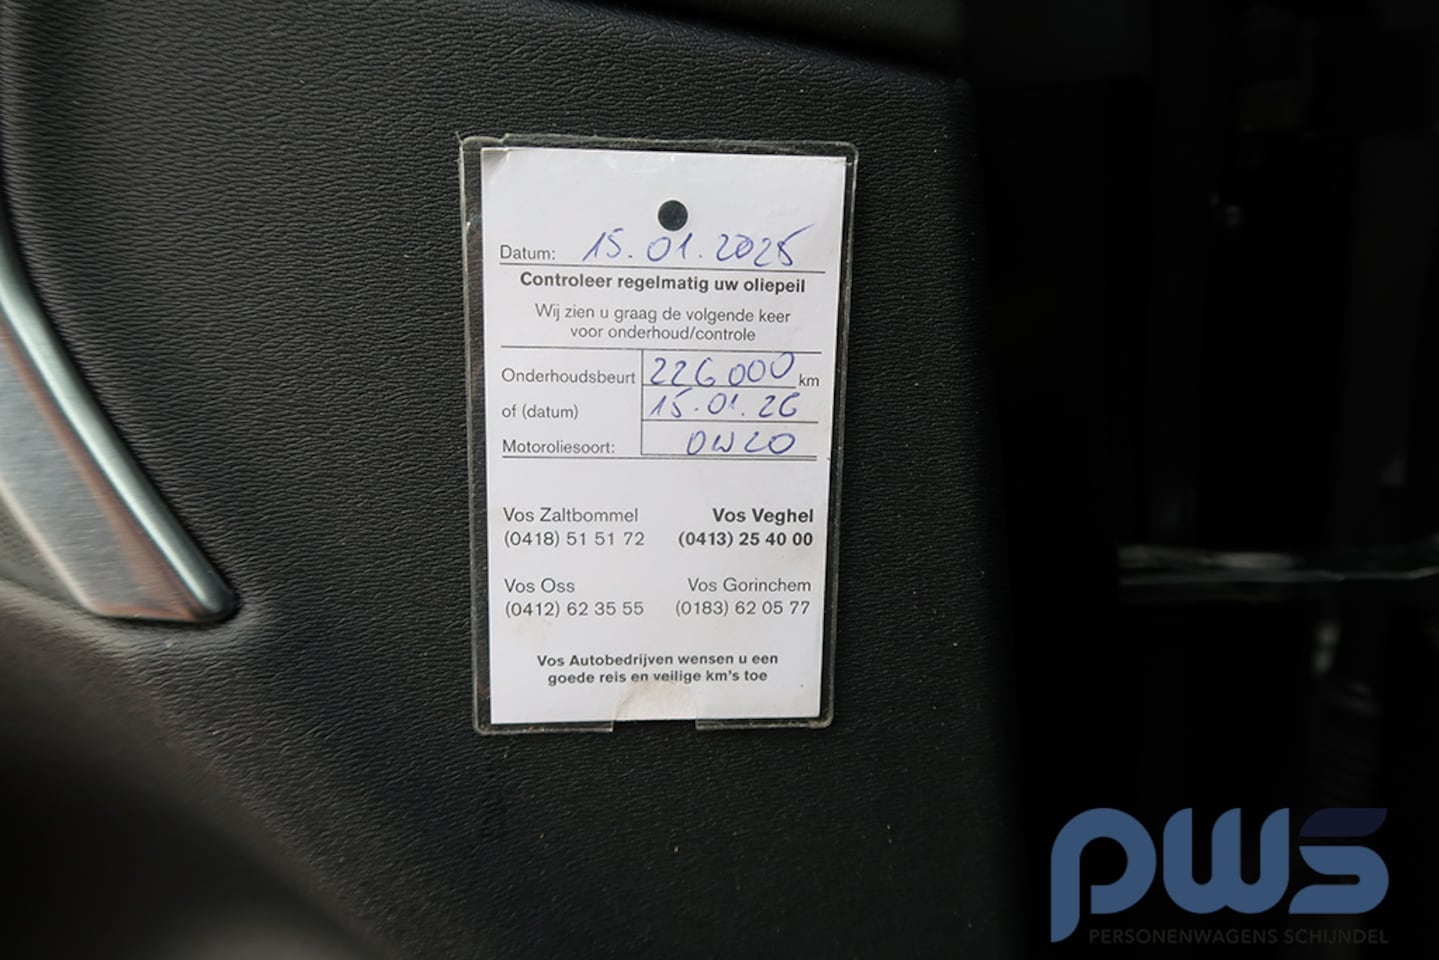 Datum: 15.01.2025
Controleer regelmatig uw oliepeil
Wij zien u graag de volgende keer
voor onderhoud/controle
Onderhoudsbeurt 226000 km
of (datum) 15.01.26
Motoroliesoort: 0W20
Vos Zaltbommel Vos Veghel
(0418) 51 51 72 (0413) 25 40 00
Vos Oss Vos Gorinchem
(0412) 62 35 55 (0183) 62 05 77
Vos Autobedrijven wensen u een
goede reis en veilige km's toe
PWS
PERSONENWAGENS SCHIJNDEL